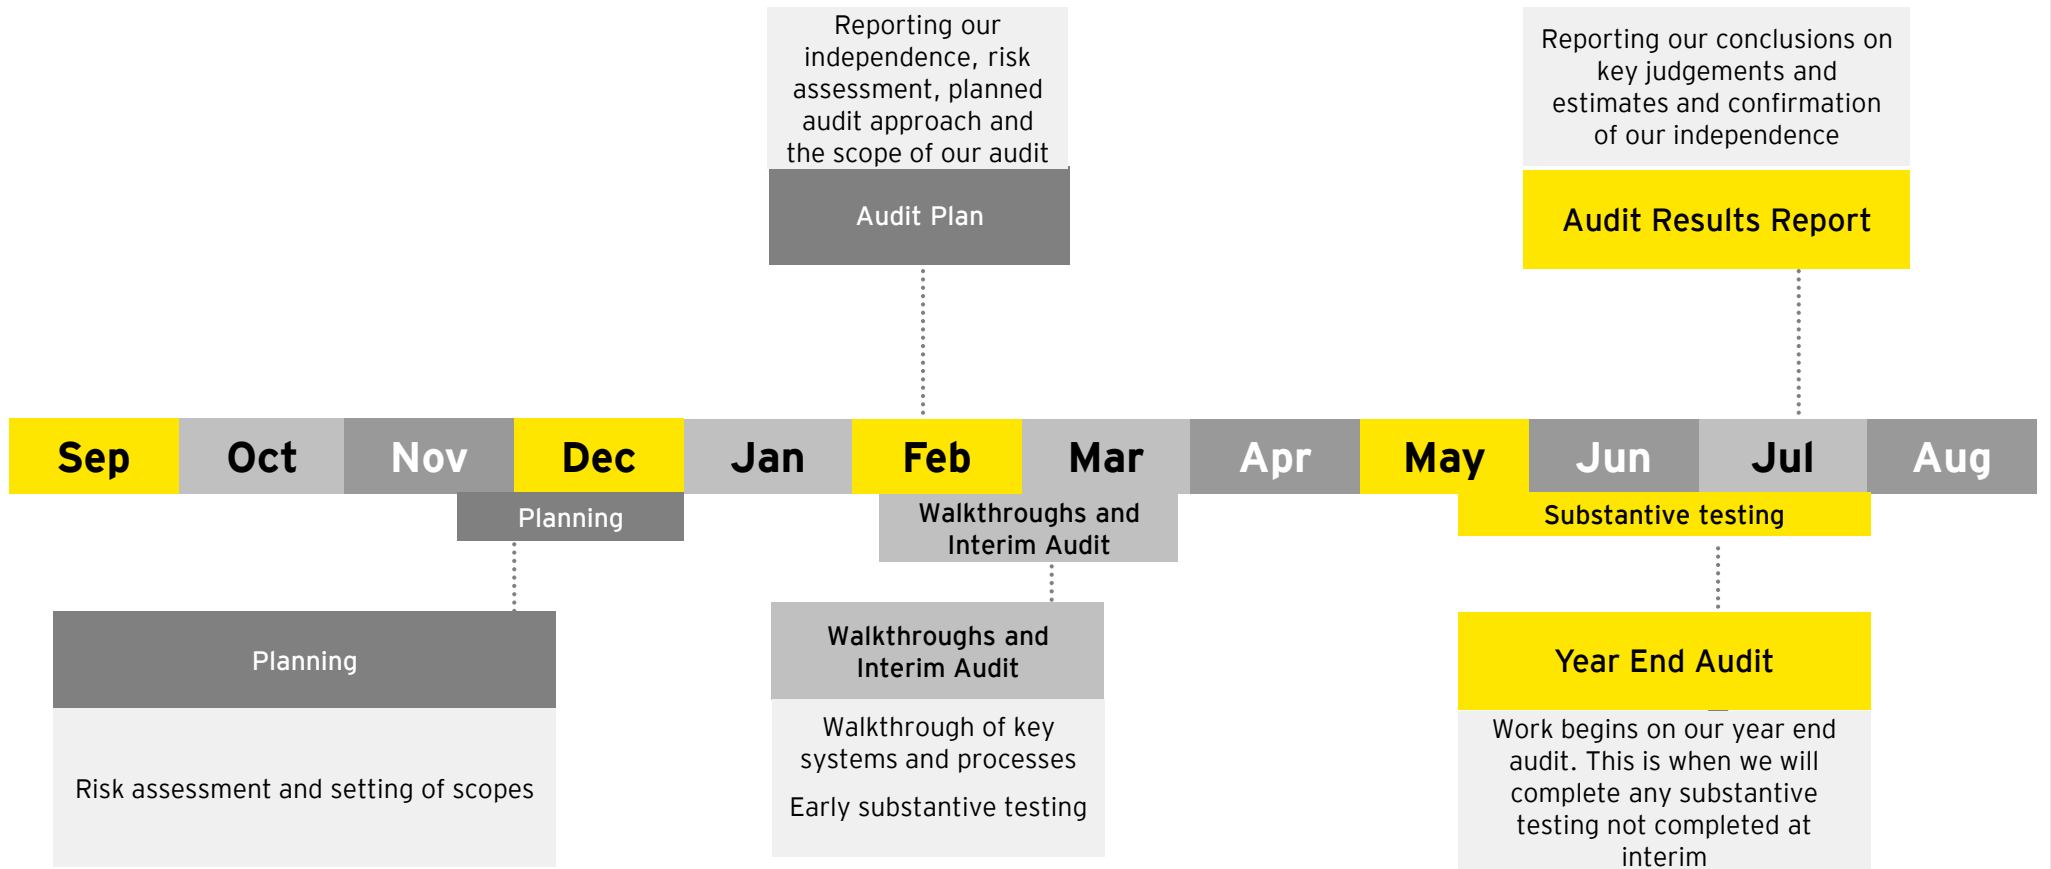 Reporting our
independence, risk
assessment, planned
audit approach and
the scope of our audit
Audit Plan
Reporting our conclusions on
key judgements and
estimates and confirmation
of our independence
Audit Results Report
Sep Oct Nov Dec Jan Feb Mar Apr May Jun Jul Aug
Planning
Walkthroughs and
Interim Audit
Substantive testing
Planning
Risk assessment and setting of scopes
Walkthroughs and
Interim Audit
Walkthrough of key
systems and processes
Early substantive testing
Year End Audit
Work begins on our year end
audit. This is when we will
complete any substantive
testing not completed at
interim